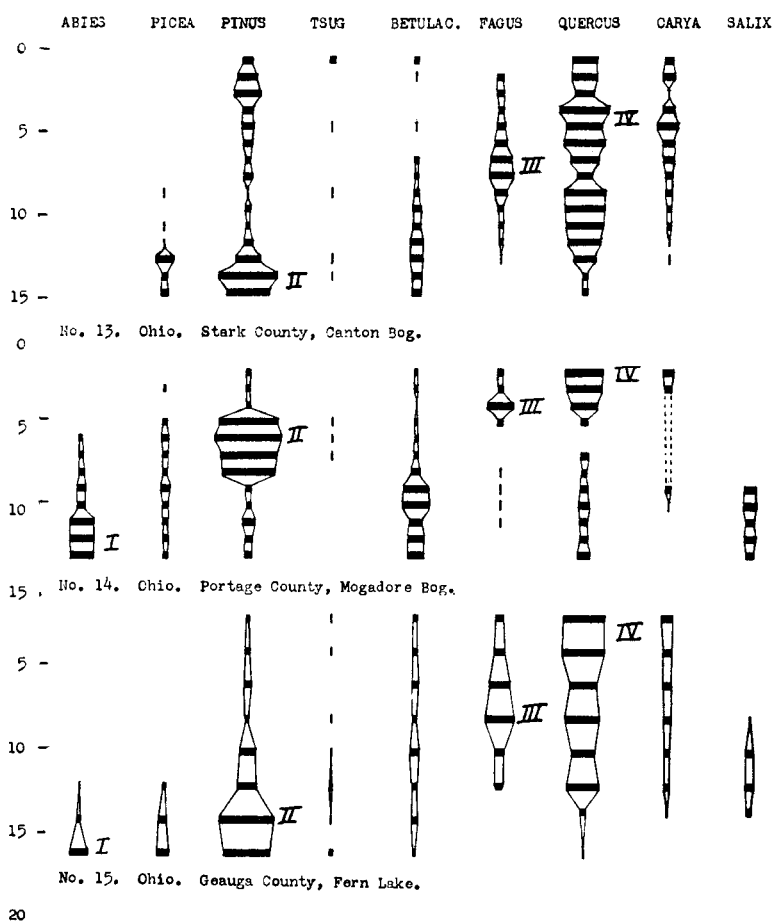 ABIES PICEA PINUS TSUG BETULAC. FAGUS QUERCUS CARYA SALIX
0
IV
5
III
10
II
15
No. 13. Ohio. Stark County, Canton Bog.
0
IV
III
5
II
10
I
No. 14. Ohio. Portage County, Mogadore Bog.
15
IV
5
III
10
II
15
I
No. 15. Ohio. Geauga County, Fern Lake.
20